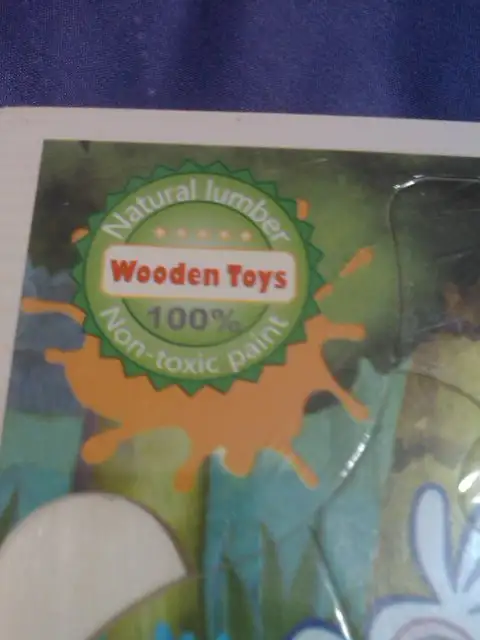 Natural lumber
Wooden Toys
100%
Non-toxic paint